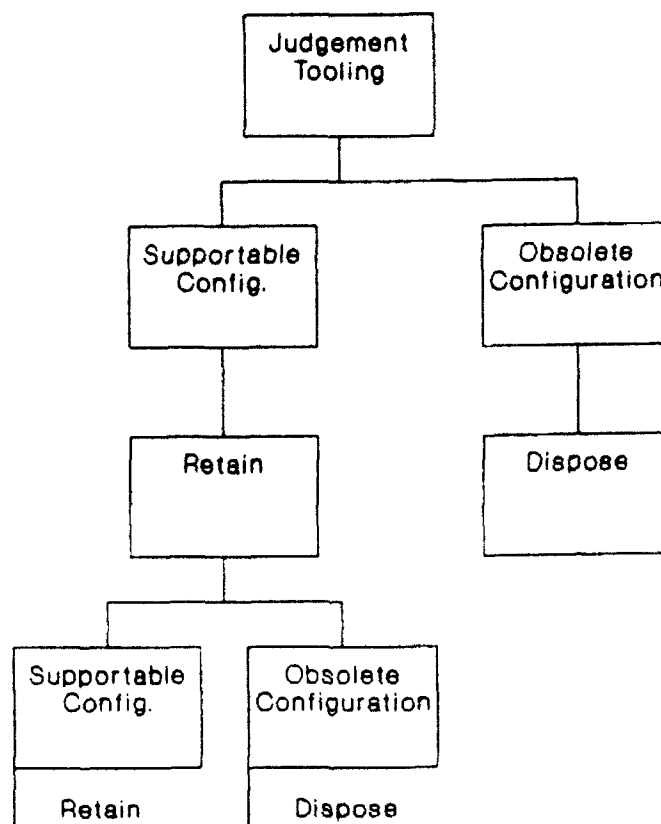 Judgement
Tooling
Supportable
Config.
Obsolete
Configuration
Retain
Dispose
Supportable
Config.
Obsolete
Configuration
Retain
Dispose